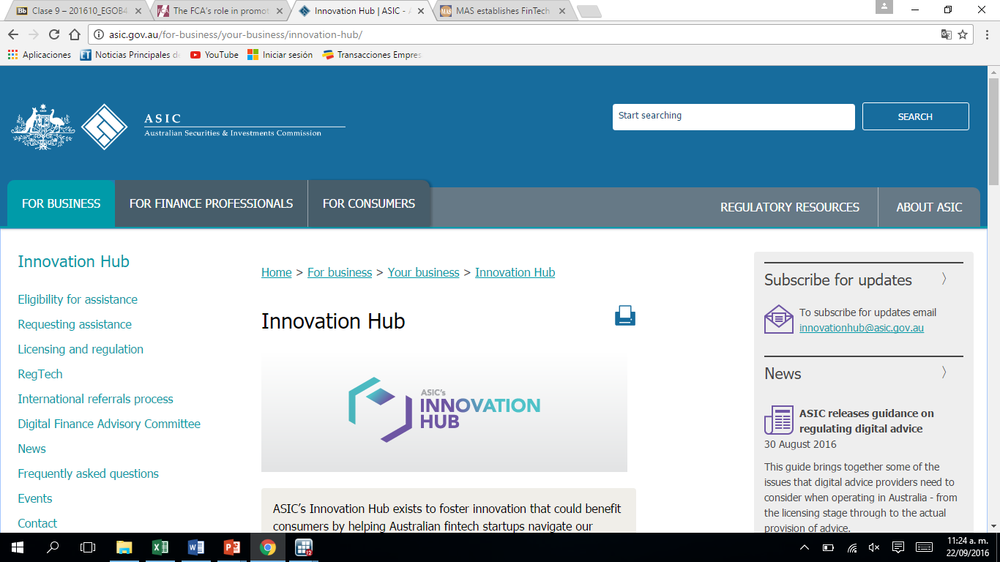 Clase 9 – 201610_EGOB4
The FCA's role in promot
Innovation Hub | ASIC - A
MAS establishes FinTech
asic.gov.au/for-business/your-business/innovation-hub/
Aplicaciones
FT
Noticias Principales de
YouTube
Iniciar sesión
Transacciones Empres
ASIC
Australian Securities & Investments Commission
Start searching
SEARCH
FOR BUSINESS
FOR FINANCE PROFESSIONALS
FOR CONSUMERS
REGULATORY RESOURCES
ABOUT ASIC
Innovation Hub
Eligibility for assistance
Requesting assistance
Licensing and regulation
RegTech
International referrals process
Digital Finance Advisory Committee
News
Frequently asked questions
Events
Contact
Home > For business > Your business > Innovation Hub
Innovation Hub
ASIC's
INNOVATION
HUB
ASIC’s Innovation Hub exists to foster innovation that could benefit
consumers by helping Australian fintech startups navigate our
Subscribe for updates
To subscribe for updates email
innovationhub@asic.gov.au
News
ASIC releases guidance on
regulating digital advice
30 August 2016
This guide brings together some of the
issues that digital advice providers need to
consider when operating in Australia - from
the licensing stage through to the actual
provision of advice.
11:24 a. m.
22/09/2016